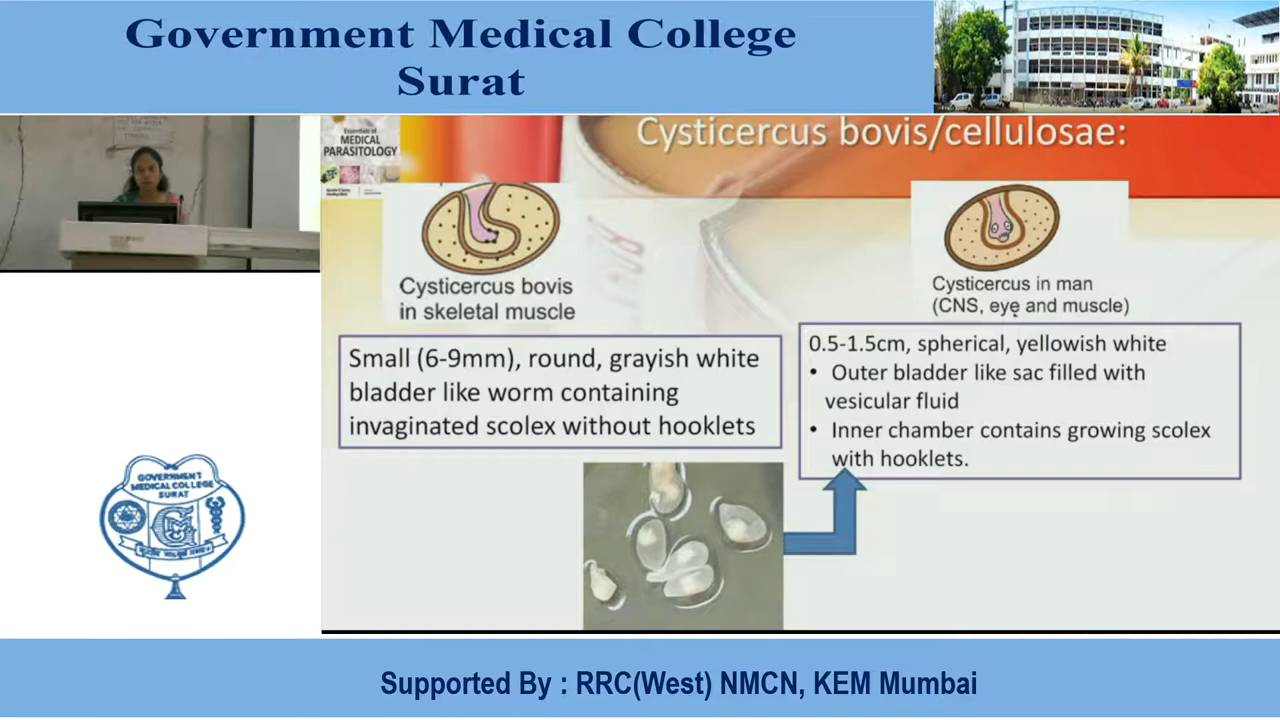 Government Medical College
Surat
Essentials of
MEDICAL
PARASITOLOGY
Cysticercus bovis/cellulosae:
Cysticercus bovis
in skeletal muscle
Cysticercus in man
(CNS, eye and muscle)
Small (6-9mm), round, grayish white
bladder like worm containing
invaginated scolex without hooklets
0.5-1.5cm, spherical, yellowish white
• Outer bladder like sac filled with
vesicular fluid
• Inner chamber contains growing scolex
with hooklets.
GOVERNMENT
MEDICAL COLLEGE
SURAT
Supported By : RRC(West) NMCN, KEM Mumbai